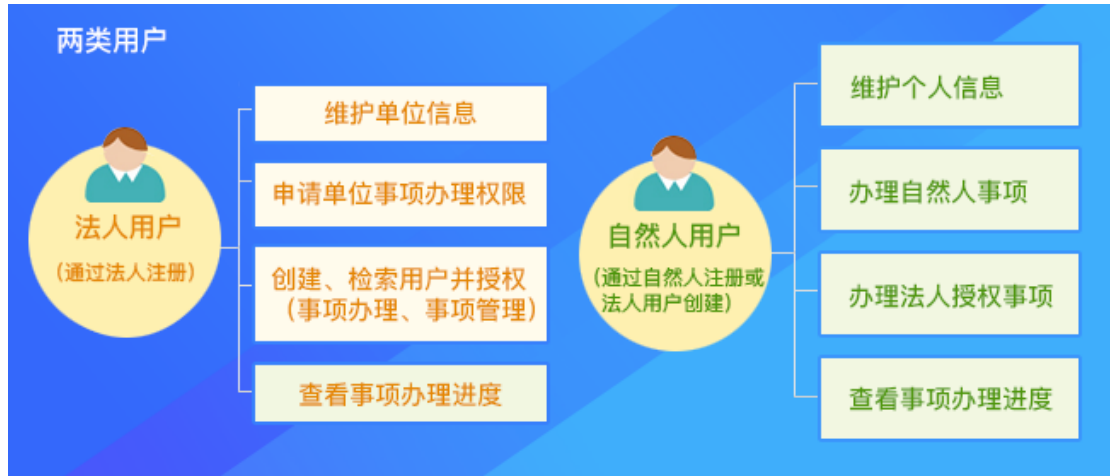 两类用户
法人用户
（通过法人注册）
维护单位信息
申请单位事项办理权限
创建、检索用户并授权
（事项办理、事项管理）
查看事项办理进度
自然人用户
（通过自然人注册或
法人用户创建）
维护个人信息
办理自然人事项
办理法人授权事项
查看事项办理进度